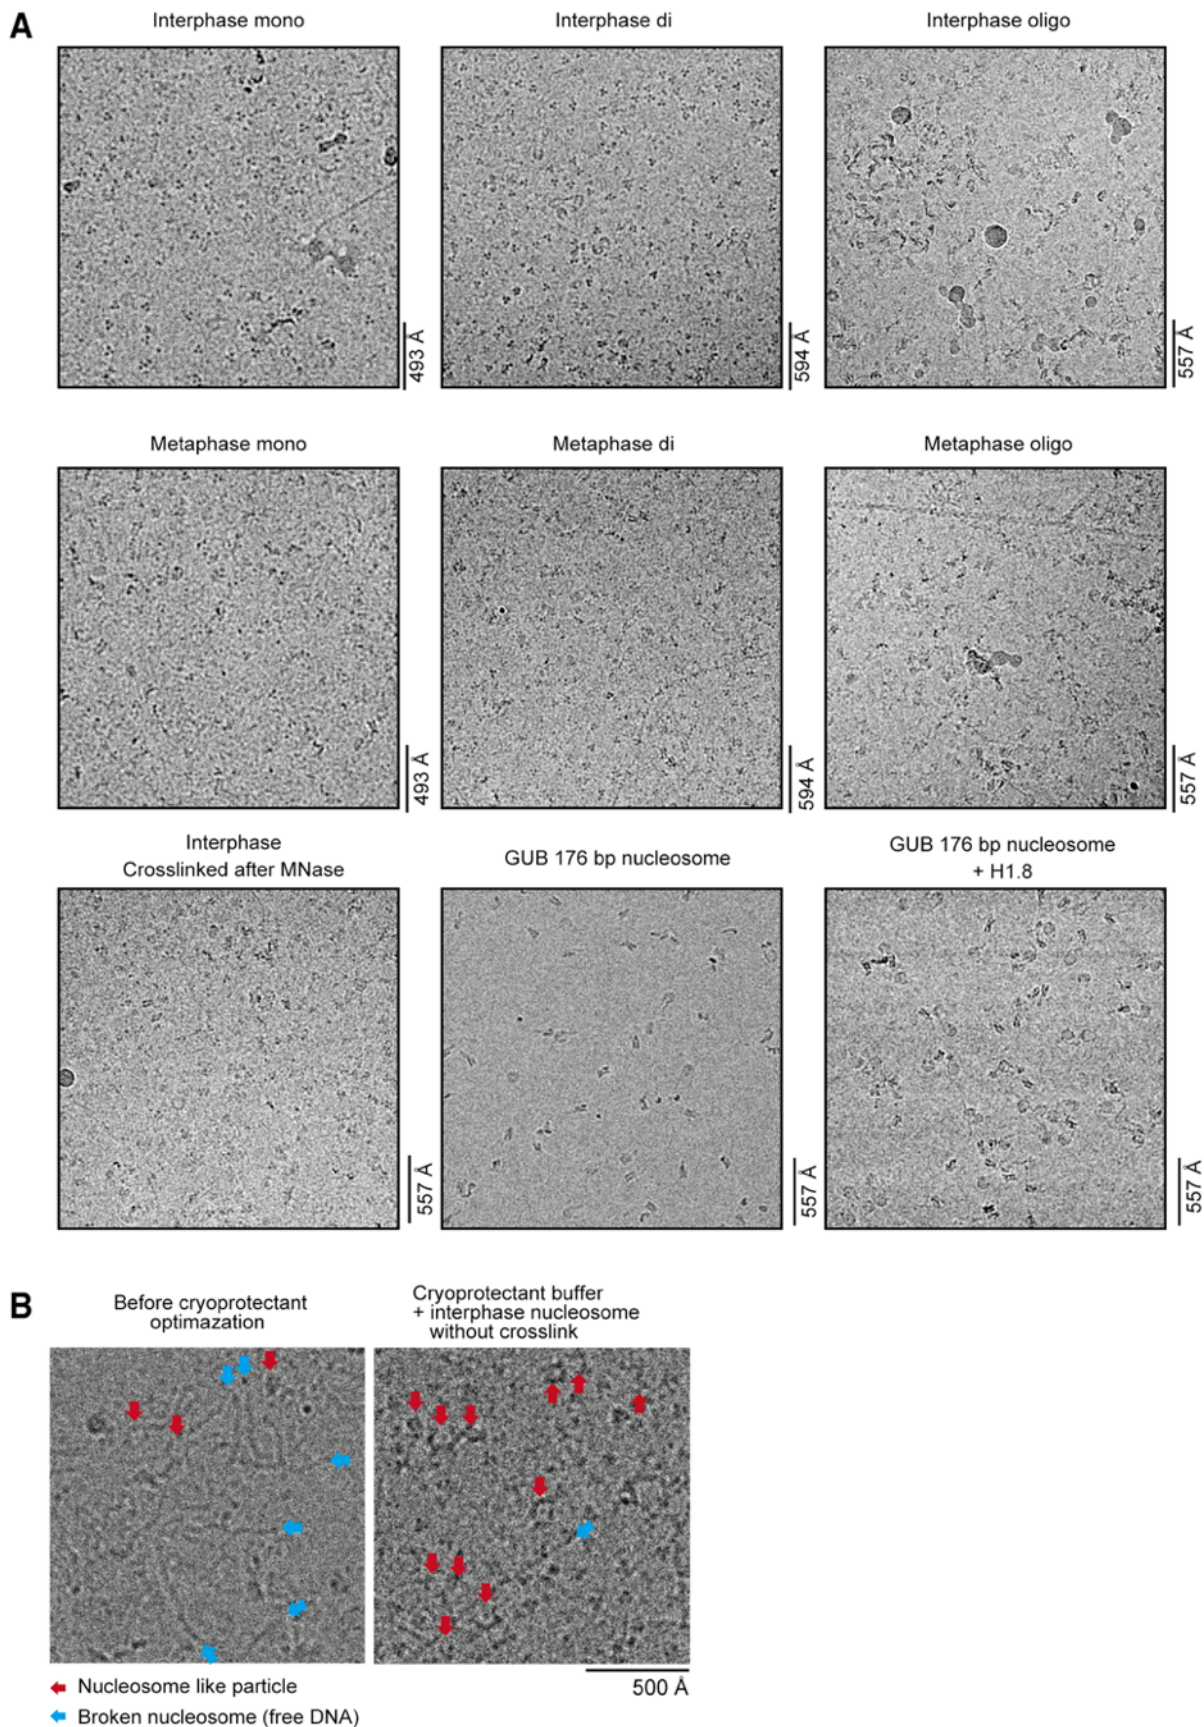 A
Interphase mono
Interphase di
Interphase oligo
493 Å
594 Å
557 Å
Metaphase mono
Metaphase di
Metaphase oligo
493 Å
594 Å
557 Å
Interphase
Crosslinked after MNase
GUB 176 bp nucleosome
GUB 176 bp nucleosome
+ H1.8
557 Å
557 Å
557 Å
B
Before cryoprotectant
optimazation
Cryoprotectant buffer
+ interphase nucleosome
without crosslink
500 Å
Nucleosome like particle
Broken nucleosome (free DNA)